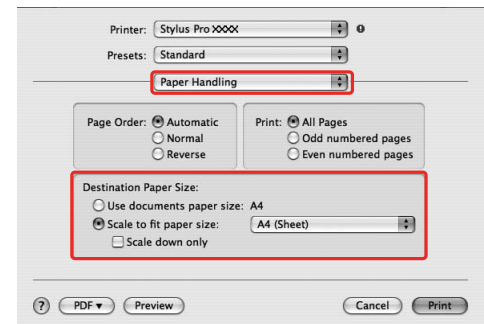 Printer: Stylus Pro XXXX
Presets: Standard
Paper Handling
Page Order: Automatic
Normal
Reverse
Print: All Pages
Odd numbered pages
Even numbered pages
Destination Paper Size:
Use documents paper size: A4
Scale to fit paper size: A4 (Sheet)
Scale down only
? PDF▼ Preview Cancel Print